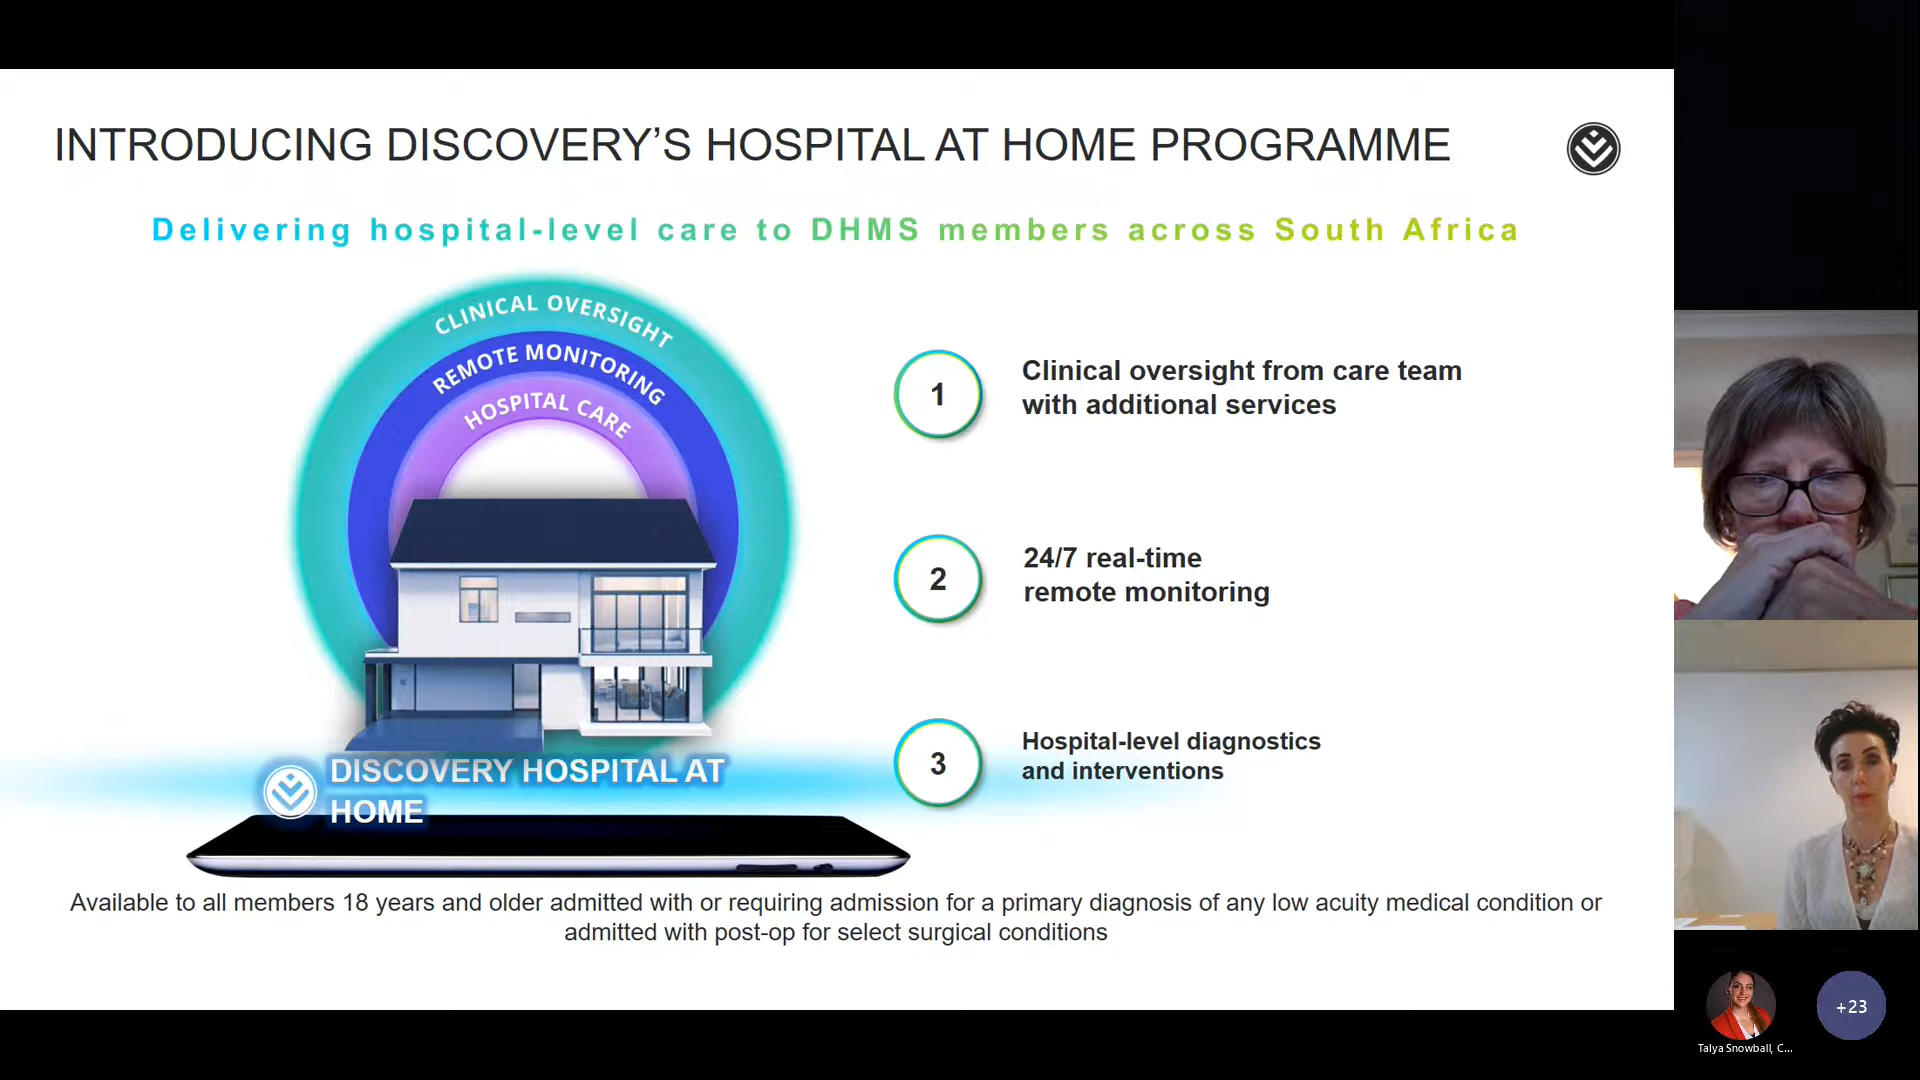 INTRODUCING DISCOVERY’S HOSPITAL AT HOME PROGRAMME
Delivering hospital-level care to DHMS members across South Africa
CLINICAL OVERSIGHT
REMOTE MONITORING
HOSPITAL CARE
DISCOVERY HOSPITAL AT
HOME
1
Clinical oversight from care team
with additional services
2
24/7 real-time
remote monitoring
3
Hospital-level diagnostics
and interventions
Available to all members 18 years and older admitted with or requiring admission for a primary diagnosis of any low acuity medical condition or
admitted with post-op for select surgical conditions
Talya Snowball, C...
+23